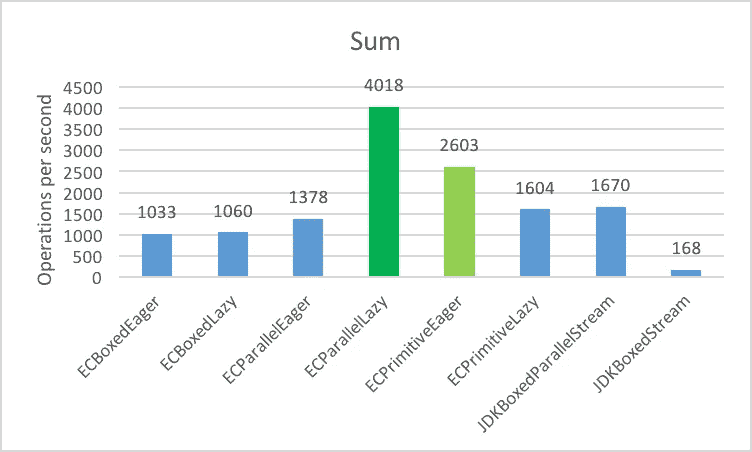 Sum
Operations per second
4500
4000
3500
3000
2500
2000
1500
1000
500
0
1033
1060
1378
4018
2603
1604
1670
168
ECBoxedEager
ECBoxedLazy
ECParallelEager
ECParallelLazy
ECPrimitiveEager
ECPrimitiveLazy
JDKBoxedParallelStream
JDKBoxedStream